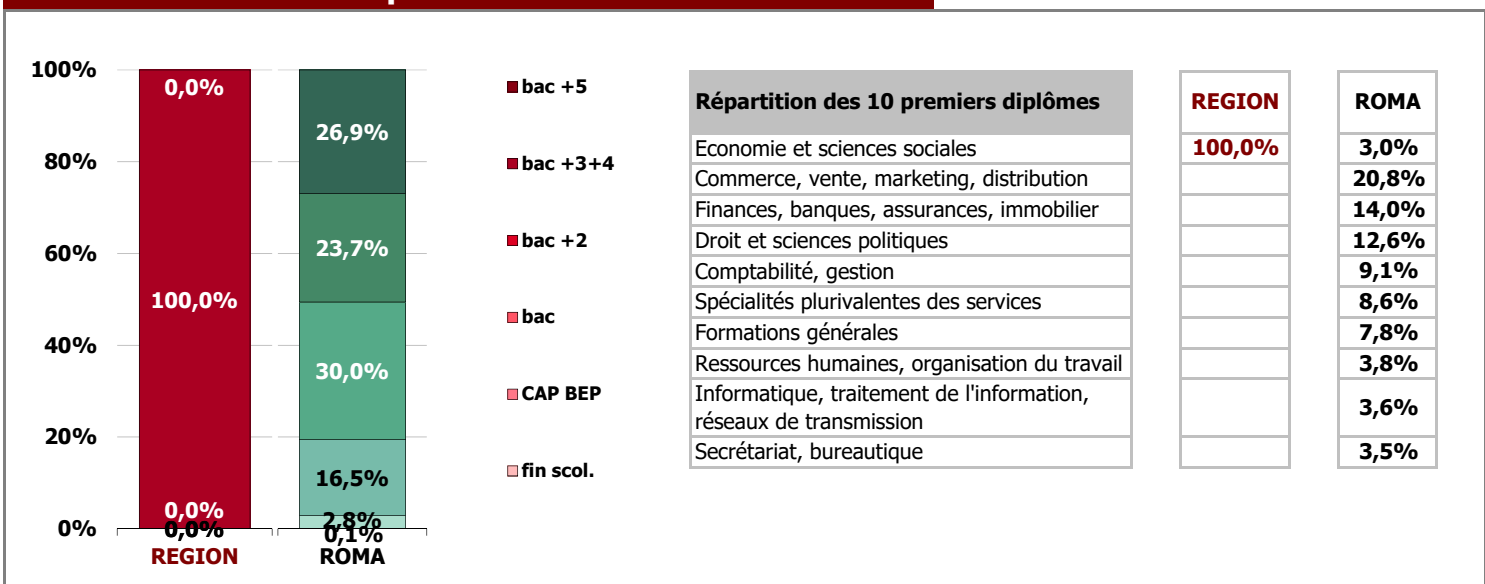 100%
80%
60%
40%
20%
0%
0,0%
100,0%
0,0%
0,0%
REGION
26,9%
23,7%
30,0%
16,5%
2,8%
0,1%
ROMA
bac +5
bac +3+4
bac +2
bac
CAP BEP
fin scol.
Répartition des 10 premiers diplômes REGION ROMA
Economie et sciences sociales 100,0% 3,0%
Commerce, vente, marketing, distribution 20,8%
Finances, banques, assurances, immobilier 14,0%
Droit et sciences politiques 12,6%
Comptabilité, gestion 9,1%
Spécialités plurivalentes des services 8,6%
Formations générales 7,8%
Ressources humaines, organisation du travail 3,8%
Informatique, traitement de l'information,
réseaux de transmission 3,6%
Secrétariat, bureautique 3,5%